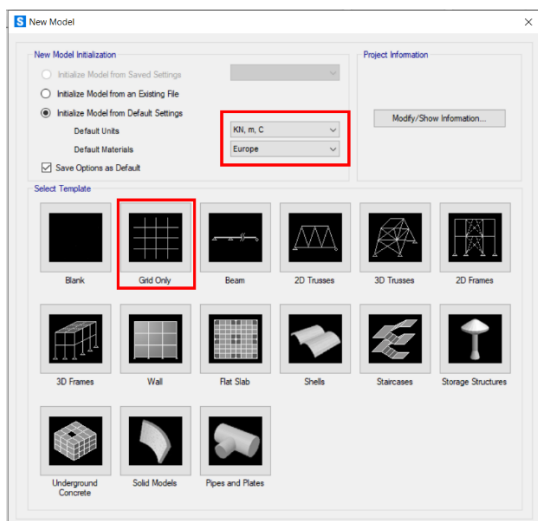 S New Model
New Model Initialization
Project Information
Initialize Model from Saved Settings
Initialize Model from an Existing File
Initialize Model from Default Settings
Modify/Show Information...
Default Units
KN, m, C
Default Materials
Europe
Save Options as Default
Select Template
Blank
Grid Only
Beam
2D Trusses
3D Trusses
2D Frames
3D Frames
Wall
Flat Slab
Shells
Staircases
Storage Structures
Underground
Concrete
Solid Models
Pipes and Plates